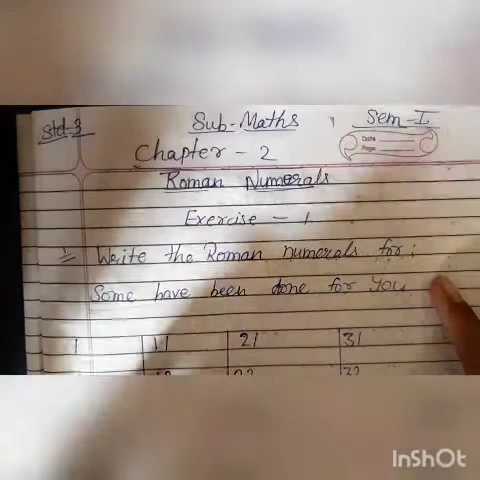 Std-3 Sub-Maths Sem-I
Date
Page
Chapter - 2
Roman Numerals
Exercise - 1
Write the Roman numerals for:
Some have been done for You
1 11 21 31
InShOt